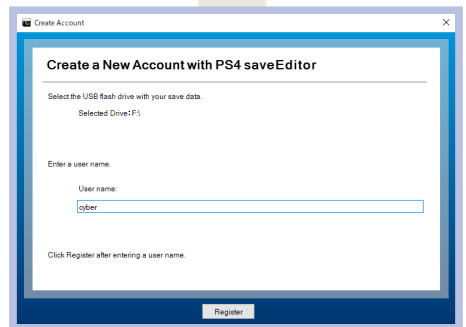 Create Account
Create a New Account with PS4 saveEditor
Select the USB flash drive with your save data.
Selected Drive: F:\
Enter a user name.
User name:
cyber
Click Register after entering a user name.
Register